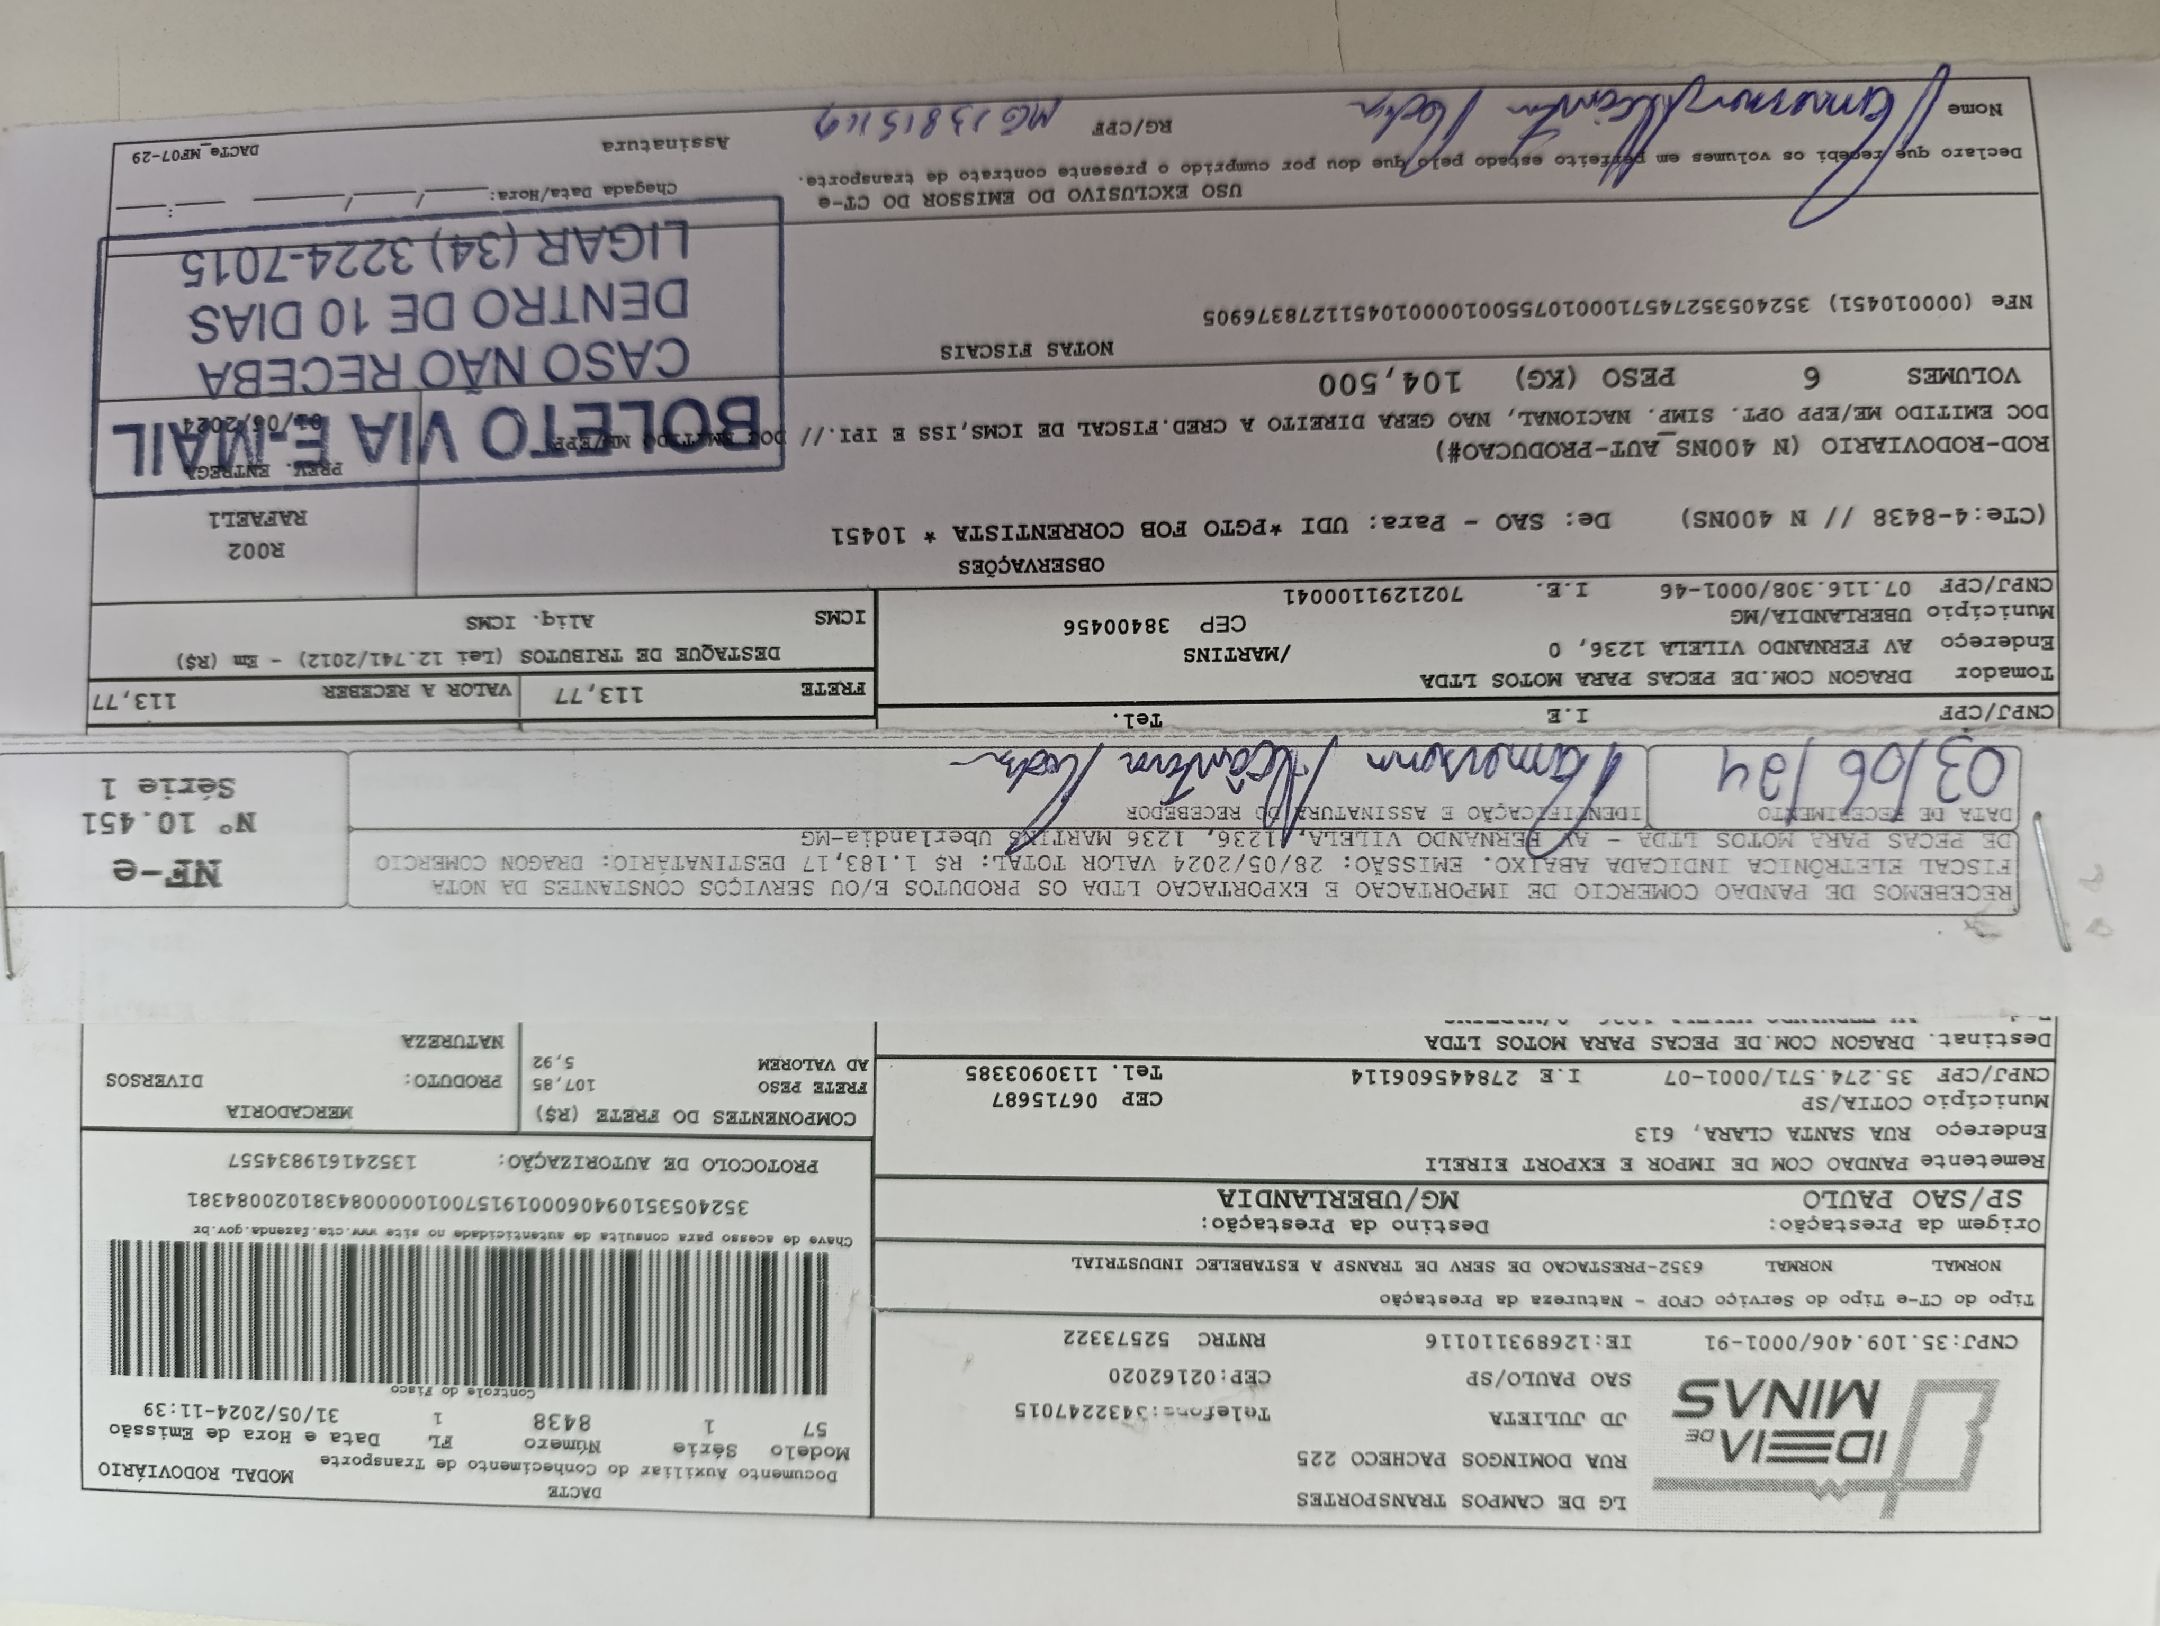 IDEIA DE
MINAS
LG DE CAMPOS TRANSPORTES
RUA DOMINGOS PACHECO 225
JD JULIETA Telefone:3432247015
SAO PAULO/SP CEP:02162020
CNPJ:35.109.406/0001-91 IE:126893110116 RNTRC 52573322
DACTE
Documento Auxiliar do Conhecimento de Transporte MODAL RODOVIÁRIO
Modelo Série Número FL Data e Hora de Emissão
57 1 8438 1 31/05/2024-11:39
Controle do Fisco
Chave de acesso para consulta de autenticidade no site www.cte.fazenda.gov.br
35240535109406000191570010000084381020084381
PROTOCOLO DE AUTORIZAÇÃO: 135241619834557
Tipo do CT-e Tipo do Serviço CFOP - Natureza da Prestação
NORMAL NORMAL 6352-PRESTACAO DE SERV DE TRANSP A ESTABELEC INDUSTRIAL
Origem da Prestação: Destino da Prestação:
SP/SAO PAULO MG/UBERLANDIA
Remetente PANDAO COM DE IMPOR E EXPORT EIRELI
Endereço RUA SANTA CLARA, 613
Município COTIA/SP CEP 06715687
CNPJ/CPF 35.274.571/0001-07 I.E 278445606114 Tel. 1130903385
Destinat. DRAGON COM.DE PECAS PARA MOTOS LTDA
COMPONENTES DO FRETE (R$) MERCADORIA
FRETE PESO 107,85 PRODUTO: DIVERSOS
AD VALOREM 5,92
NATUREZA
RECEBEMOS DE PANDAO COMERCIO DE IMPORTACAO E EXPORTACAO LTDA OS PRODUTOS E/OU SERVIÇOS CONSTANTES DA NOTA
FISCAL ELETRÔNICA INDICADA ABAIXO. EMISSÃO: 28/05/2024 VALOR TOTAL: R$ 1.183,17 DESTINATÁRIO: DRAGON COMERCIO
DE PECAS PARA MOTOS LTDA - AV FERNANDO VILELA, 1236, 1236 MARTINS Uberlandia-MG
NF-e
Nº 10.451
Série 1
DATA DE RECEBIMENTO IDENTIFICAÇÃO E ASSINATURA DO RECEBEDOR
03/06/24
CNPJ/CPF I.E Tel.
Tomador DRAGON COM.DE PECAS PARA MOTOS LTDA
Endereço AV FERNANDO VILELA 1236, 0 /MARTINS
Município UBERLANDIA/MG CEP 38400456
CNPJ/CPF 07.116.308/0001-46 I.E. 7021291100041
FRETE 113,77 VALOR A RECEBER 113,77
DESTAQUE DE TRIBUTOS (Lei 12.741/2012) - Em (R$)
ICMS Aliq. ICMS
OBSERVAÇÕES
(CTe:4-8438 // N 400NS) De: SAO - Para: UDI *PGTO FOB CORRENTISTA * 10451
R002
RAFAEL1
ROD-RODOVIARIO (N 400NS_AUT-PRODUCAO#)
DOC EMITIDO ME/EPP OPT. SIMP. NACIONAL, NAO GERA DIREITO A CRED.FISCAL DE ICMS,ISS E IPI.// DOC EMITIDO ME/EPP
PREV. ENTREGA
VOLUMES 6 PESO (KG) 104,500
BOLETO VIA E-MAIL
CASO NÃO RECEBA
DENTRO DE 10 DIAS
LIGAR (34) 3224-7015
NOTAS FISCAIS
NFe (000010451) 35240535274571000107550010000104511278376905
USO EXCLUSIVO DO EMISSOR DO CT-e
Declaro que recebi os volumes em perfeito estado pelo que dou por cumprido o presente contrato de transporte.
Chegada Data/Hora: / / :
Nome RG/CPF Assinatura
DACTe_MF07-29